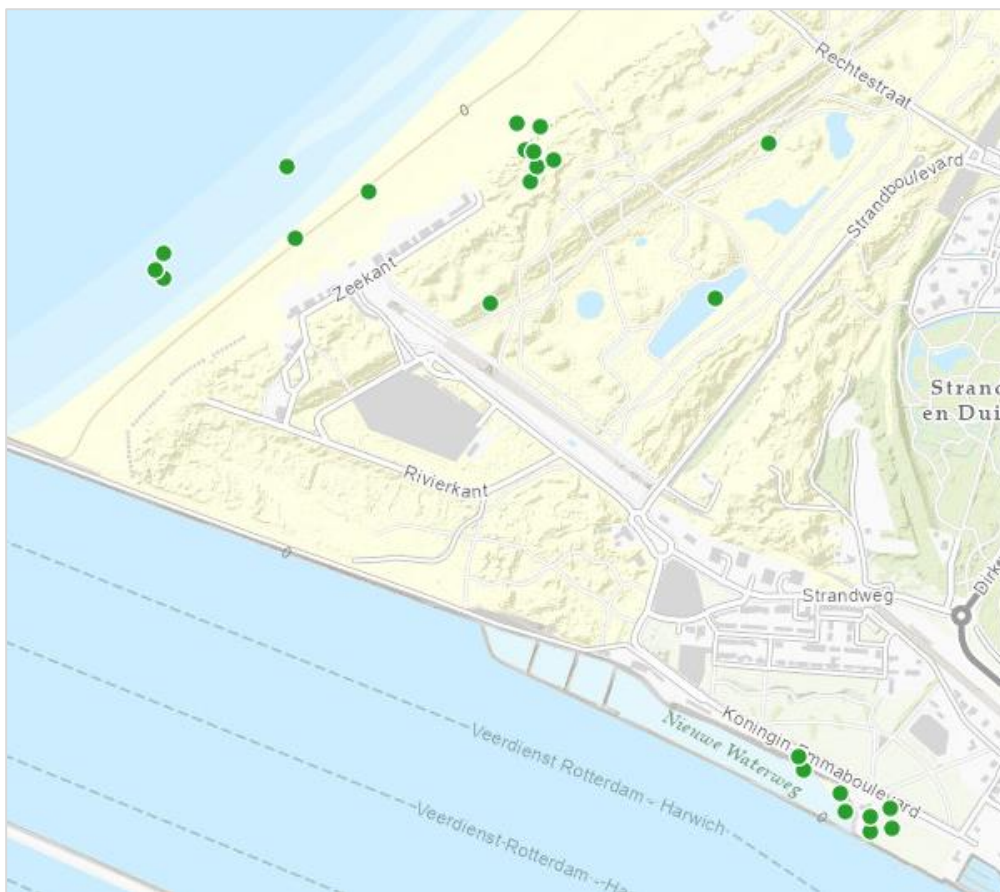 Rechtestraat
0
Strandboulevard
Zeekant
Strand
en Dui
Rivierkant
0
Strandweg
Dirk
Koningin Emmaboulevard
Nieuwe Waterweg
0
Veerdienst Rotterdam - Harwich
Veerdienst-Rotterdam - Ha